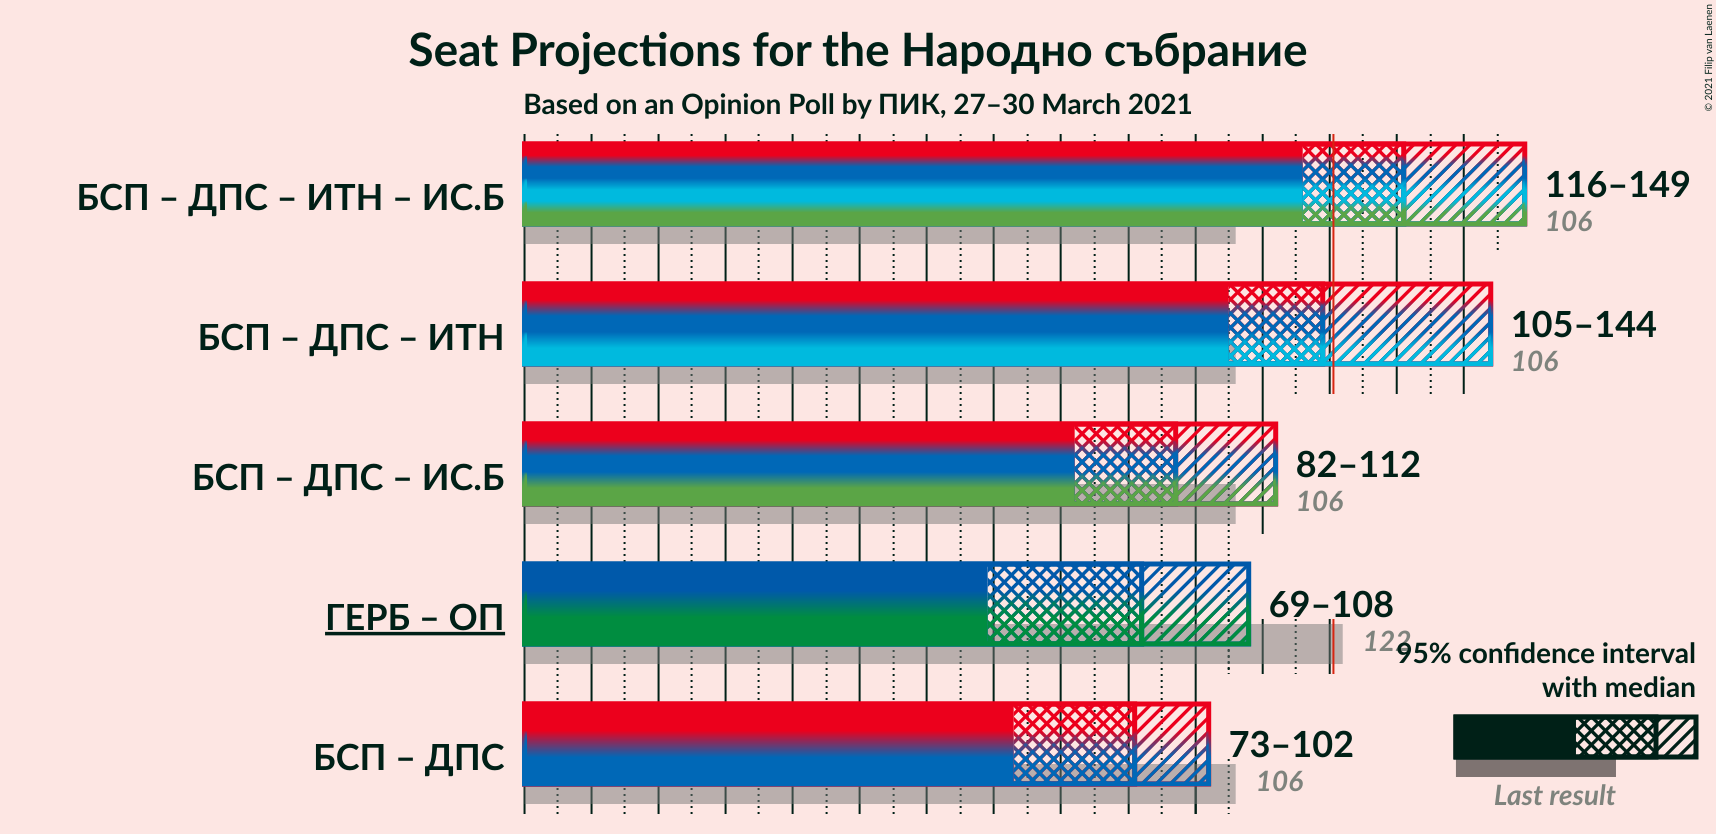 Seat Projections for the Народно събрание
Based on an Opinion Poll by ПИК, 27–30 March 2021
© 2021 Filip van Laenen
БСП – ДПС – ИТН – ИС.Б
116–149
106
БСП – ДПС – ИТН
105–144
106
БСП – ДПС – ИС.Б
82–112
106
ГЕРБ – ОП
69–108
122
БСП – ДПС
73–102
106
95% confidence interval
with median
Last result